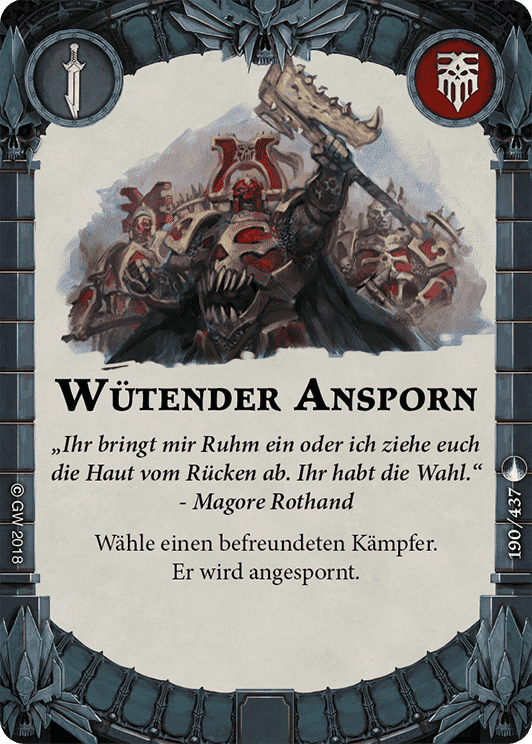 WÜTENDER ANSPORN
„Ihr bringt mir Ruhm ein oder ich ziehe euch
die Haut vom Rücken ab. Ihr habt die Wahl.“
- Magore Rothand
Wähle einen befreundeten Kämpfer.
Er wird angespornt.
© GW 2018
190/437